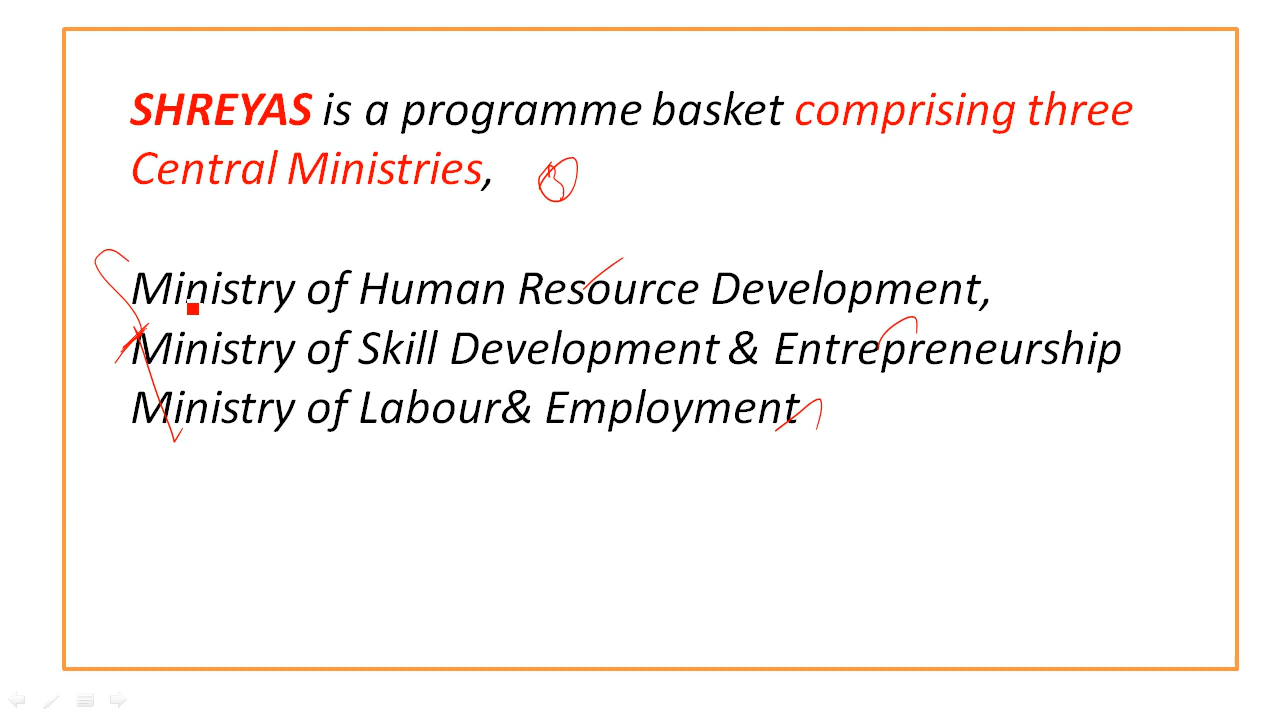 SHREYAS is a programme basket comprising three
Central Ministries,
Ministry of Human Resource Development,
Ministry of Skill Development & Entrepreneurship
Ministry of Labour& Employment